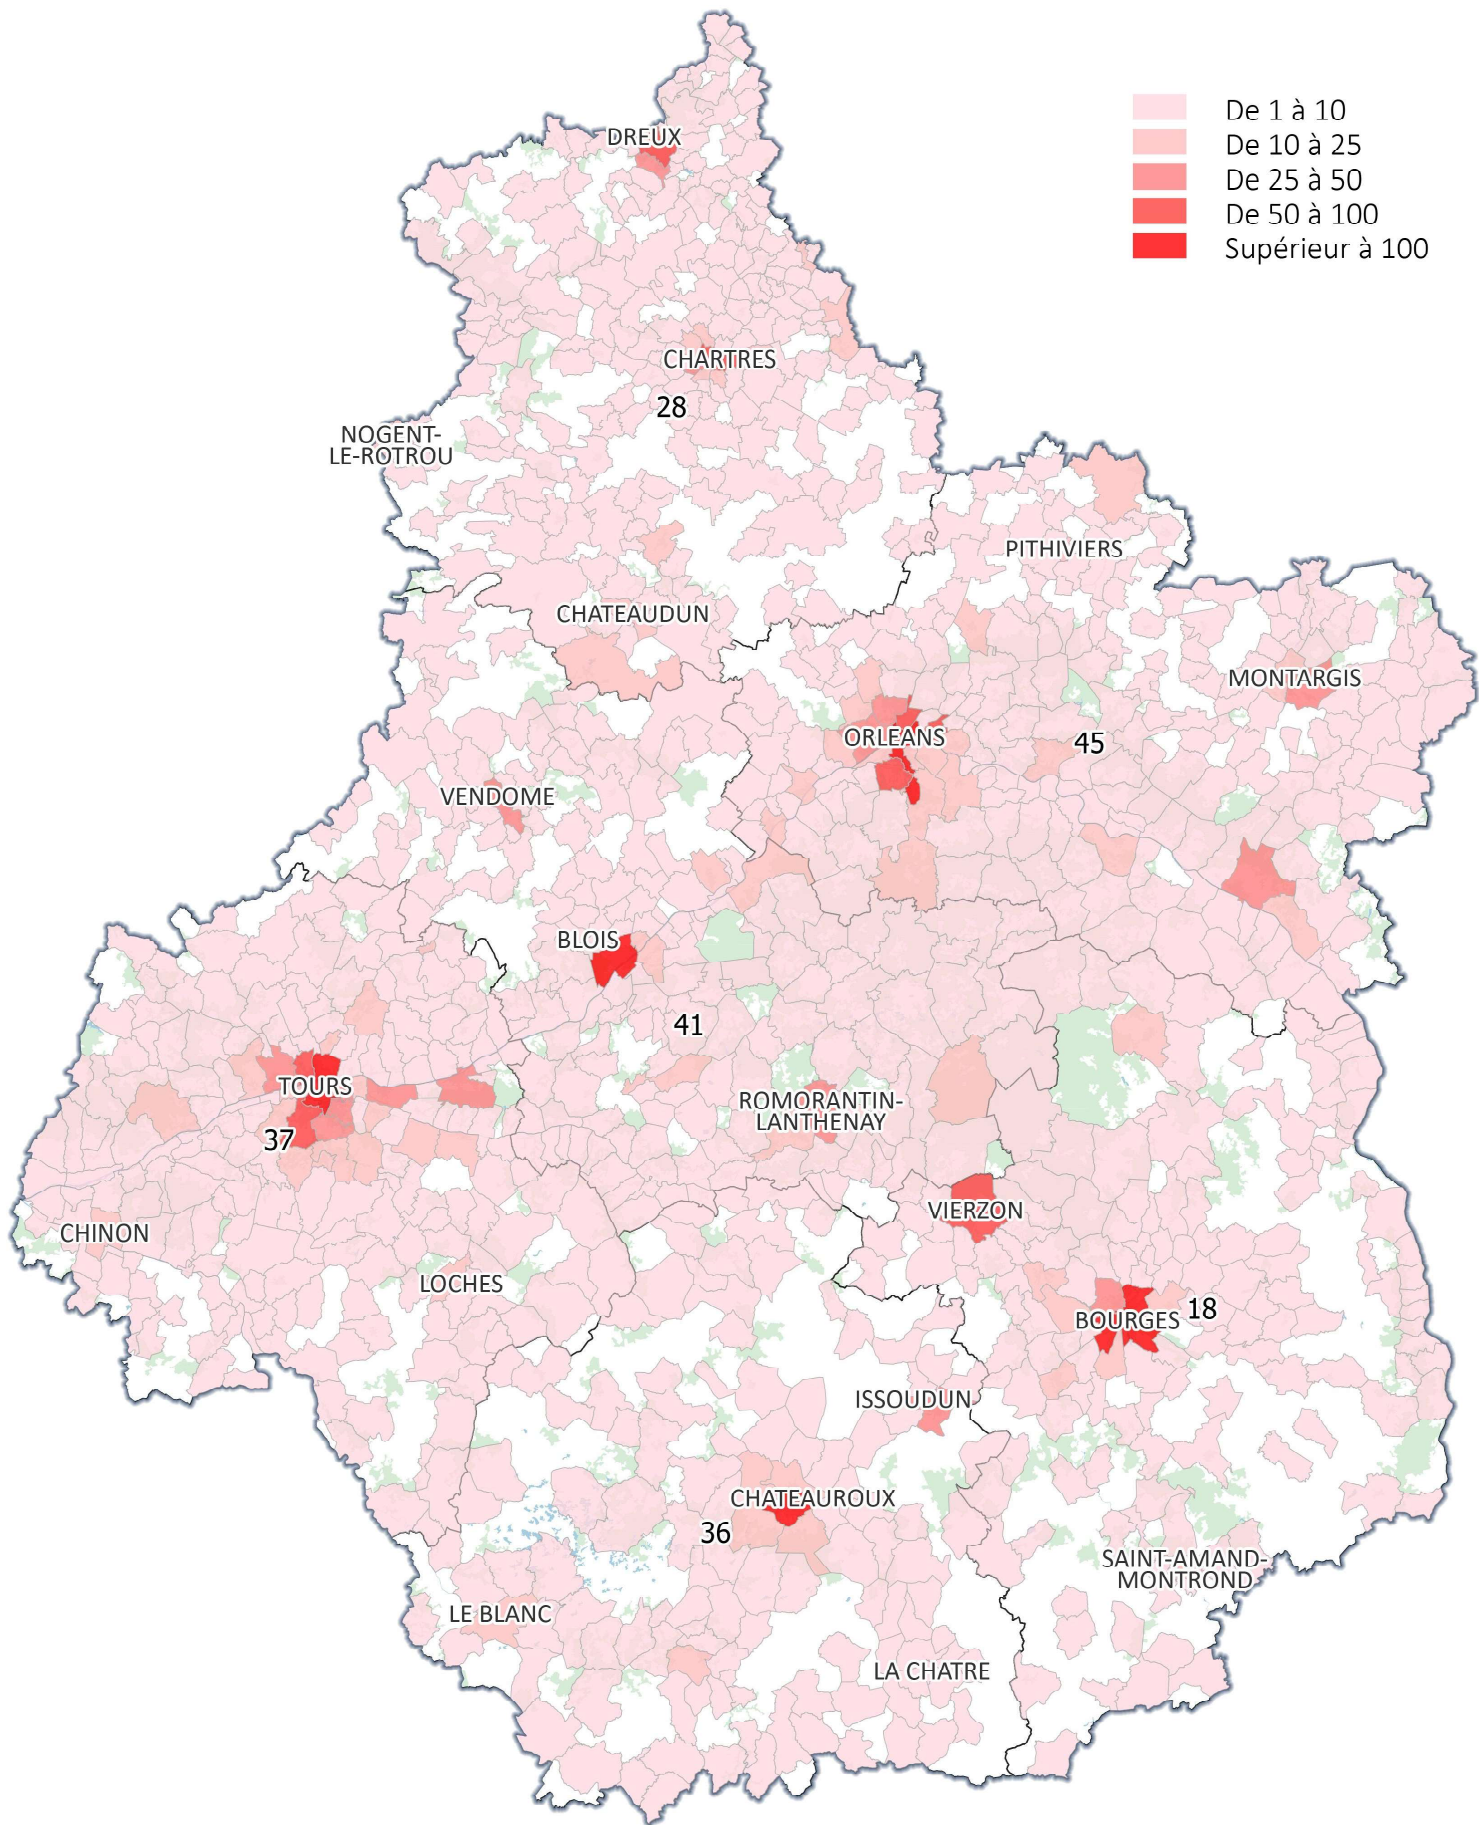 De 1 à 10
De 10 à 25
De 25 à 50
De 50 à 100
Supérieur à 100
DREUX
CHARTRES
28
NOGENT-
LE-ROTROU
PITHIVIERS
CHATEAUDUN
MONTARGIS
ORLEANS
45
VENDOME
BLOIS
41
TOURS
ROMORANTIN-
LANTHENAY
37
VIERZON
CHINON
LOCHES
18
BOURGES
ISSOUDUN
CHATEAUROUX
36
SAINT-AMAND-
MONTROND
LE BLANC
LA CHATRE